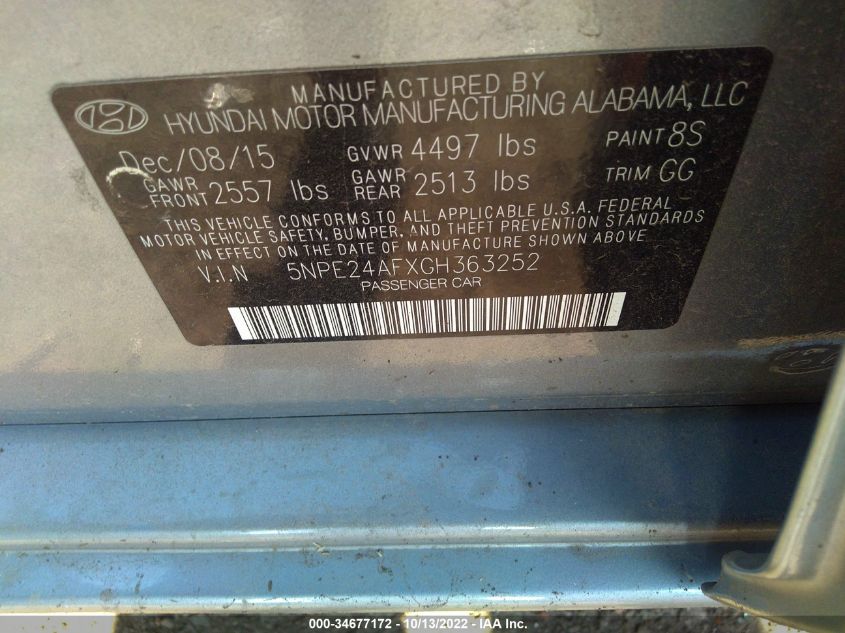 MANUFACTURED BY
HYUNDAI MOTOR MANUFACTURING ALABAMA, LLC
Dec/08/15 GVWR 4497 lbs PAINT 8S
GAWR FRONT 2557 lbs GAWR REAR 2513 lbs TRIM GG
THIS VEHICLE CONFORMS TO ALL APPLICABLE U.S.A. FEDERAL
MOTOR VEHICLE SAFETY, BUMPER, AND THEFT PREVENTION STANDARDS
IN EFFECT ON THE DATE OF MANUFACTURE SHOWN ABOVE
V.I.N 5NPE24AFXGH363252
PASSENGER CAR
000-34677172 - 10/13/2022 - IAA Inc.